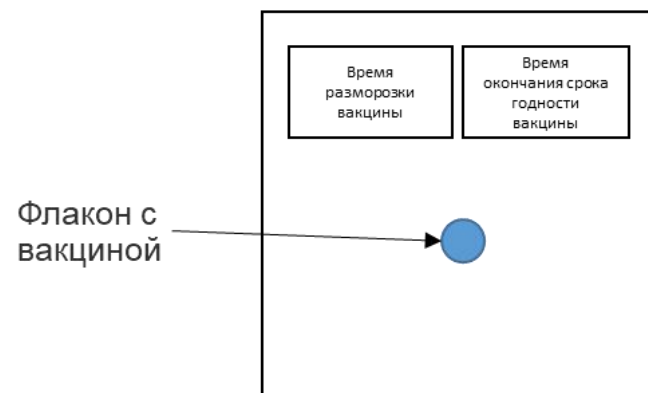 Время
разморозки
вакцины
Время
окончания срока
годности
вакцины
Флакон с
вакциной